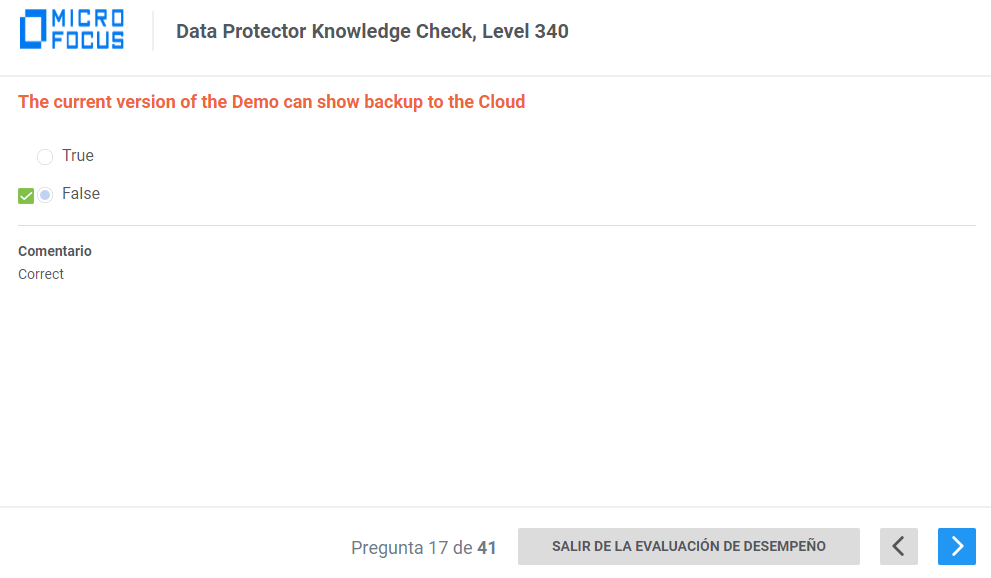 MICRO
FOCUS
Data Protector Knowledge Check, Level 340
The current version of the Demo can show backup to the Cloud
True
False
Comentario
Correct
Pregunta 17 de 41
SALIR DE LA EVALUACIÓN DE DESEMPEÑO